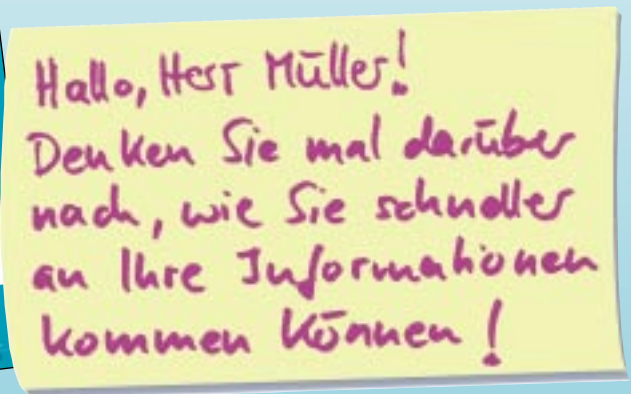 Hallo, Herr Müller!
Denken Sie mal darüber
nach, wie Sie schneller
an Ihre Informationen
kommen können!